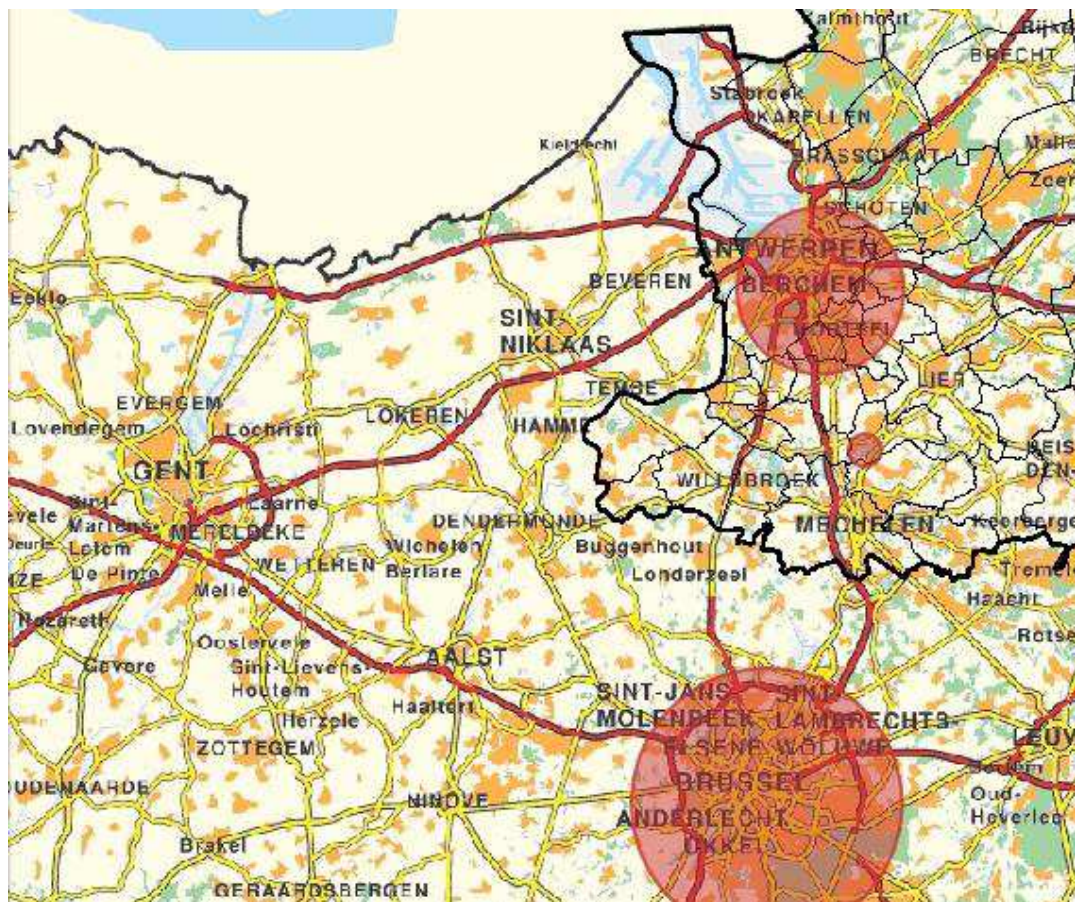 Kalmthout
BRECHT
Stabroek
KAPELLEN
Kieldrecht
BRASSCHAAT
SCHOTEN
ANTWERPEN
BEVEREN
BERCHEM
Eeklo
SINT-
NIKLAAS
LIER
TEMSE
EVERGEM
LOKEREN
HAMME
Lovendegem
Lochristi
GENT
WILLEBROEK
Sint-
Martens-
Latem
Laarne
MERELBEKE
DENDERMONDE
MECHELEN
Deurle
Wichelen
Buggenhout
De Pinte
WETTEREN
Berlare
Londerzeel
Melle
Haacht
Nazareth
Oosterzele
Gavere
Sint-Lievens-
Houtem
AALST
Haaltert
SINT-JANS
MOLENBEEK
SINT-
LAMBRECHTS-
Herzele
ZOTTEGEM
ELSENE
WOLUWE
BRUSSEL
OUDENAARDE
NINOVE
Oud-
Heverlee
ANDERLECHT
UKKEL
Brakel
GERAARDSBERGEN